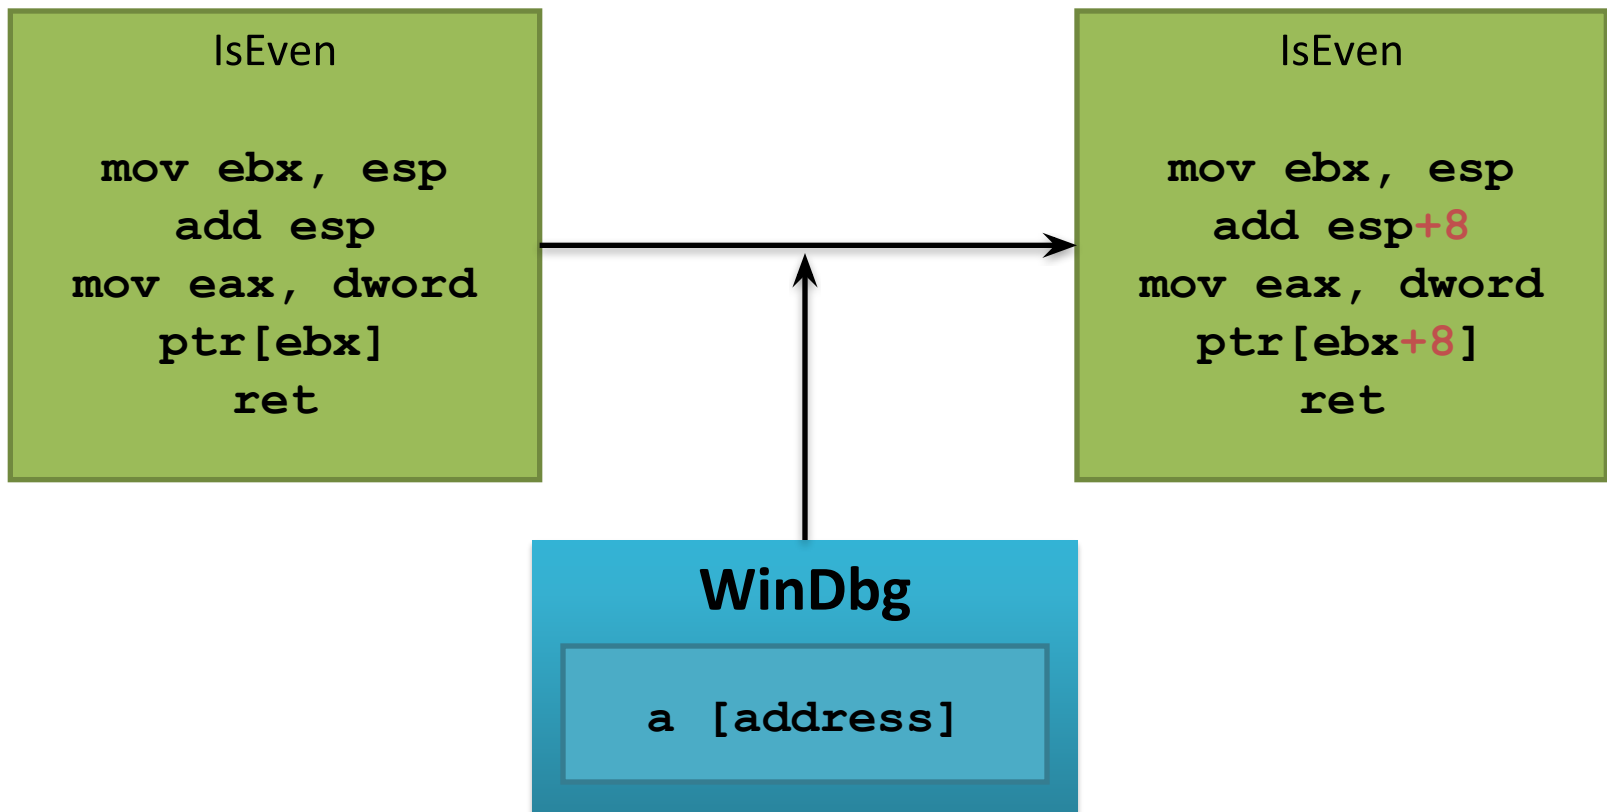 IsEven
mov ebx, esp
add esp
mov eax, dword
ptr[ebx]
ret
IsEven
mov ebx, esp
add esp+8
mov eax, dword
ptr[ebx+8]
ret
WinDbg
a [address]